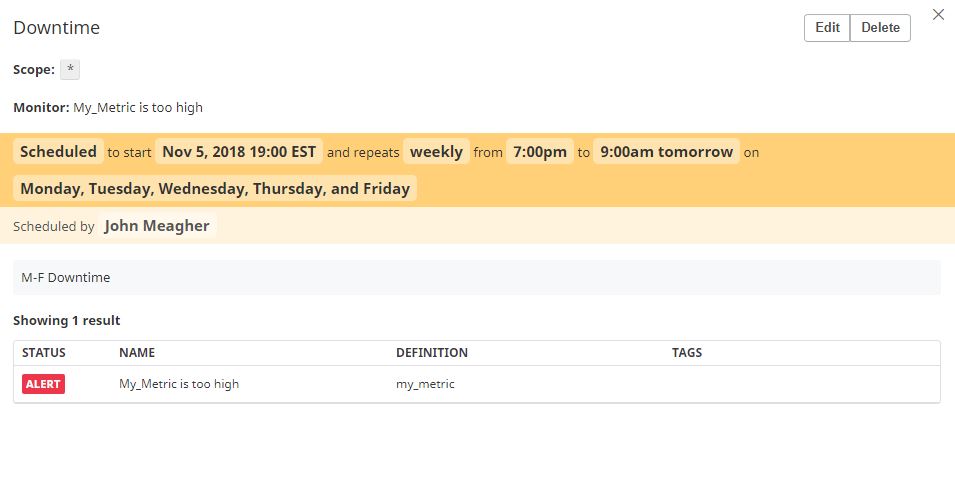 Downtime
Edit Delete
Scope: *
Monitor: My_Metric is too high
Scheduled to start Nov 5, 2018 19:00 EST and repeats weekly from 7:00pm to 9:00am tomorrow on
Monday, Tuesday, Wednesday, Thursday, and Friday
Scheduled by John Meagher
M-F Downtime
Showing 1 result
STATUS NAME DEFINITION TAGS
ALERT My_Metric is too high my_metric